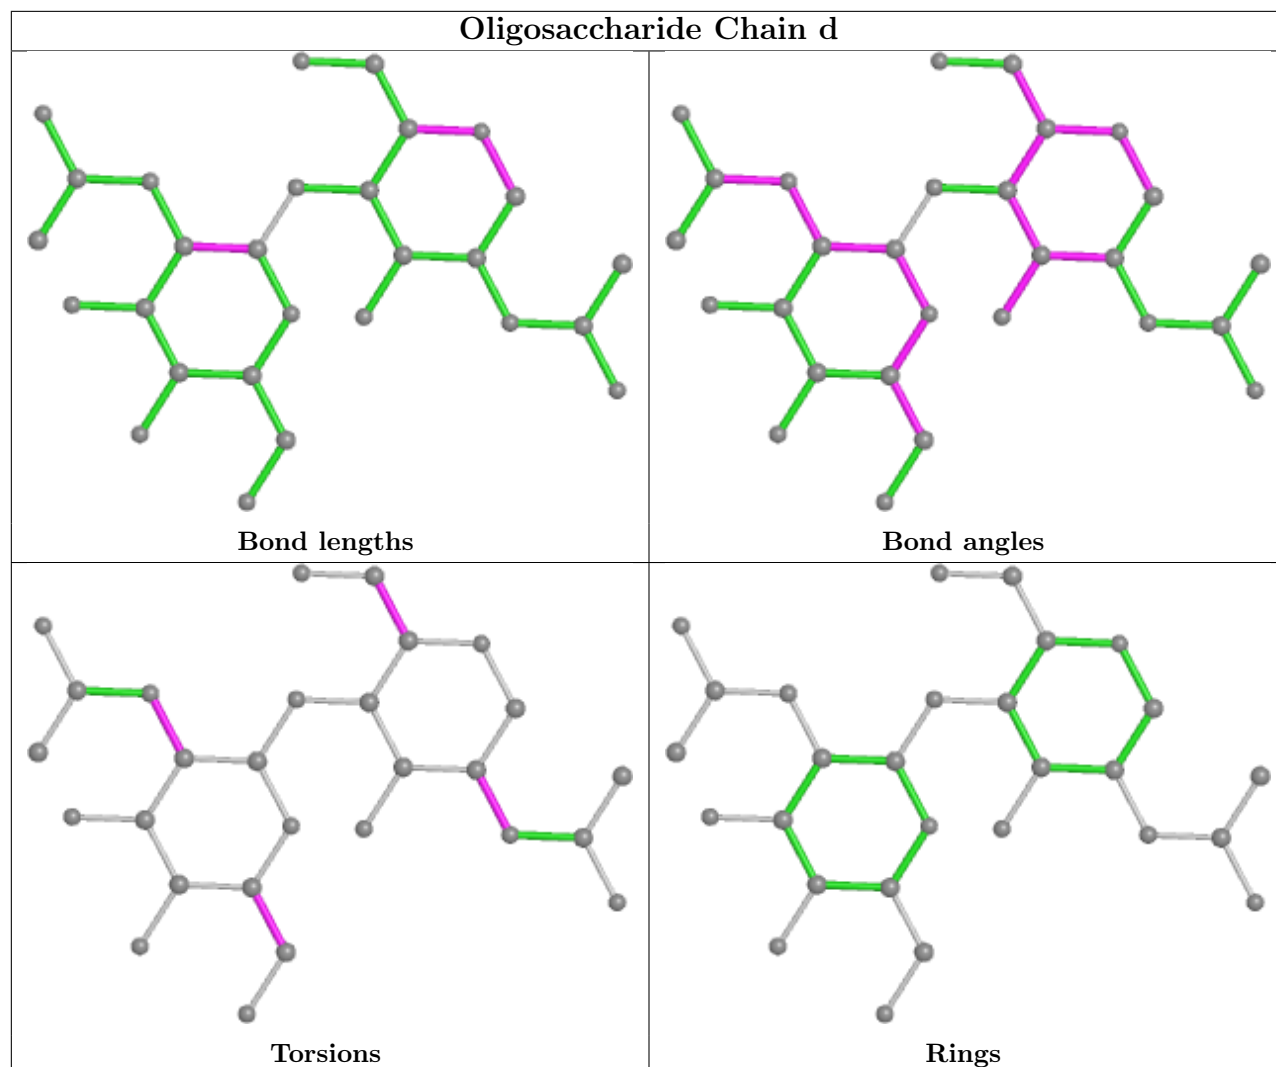 Oligosaccharide Chain d
Bond lengths
Bond angles
Torsions
Rings